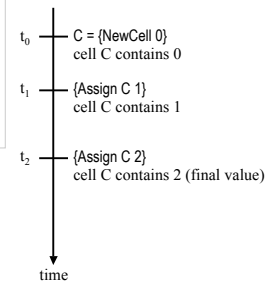 t0 C = {NewCell 0}
cell C contains 0
t1 {Assign C 1}
cell C contains 1
t2 {Assign C 2}
cell C contains 2 (final value)
time